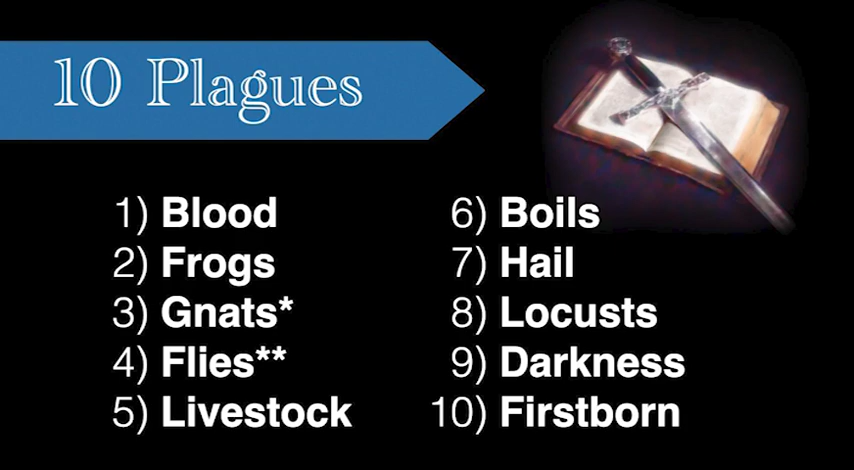 10 Plagues
1) Blood
2) Frogs
3) Gnats*
4) Flies**
5) Livestock
6) Boils
7) Hail
8) Locusts
9) Darkness
10) Firstborn